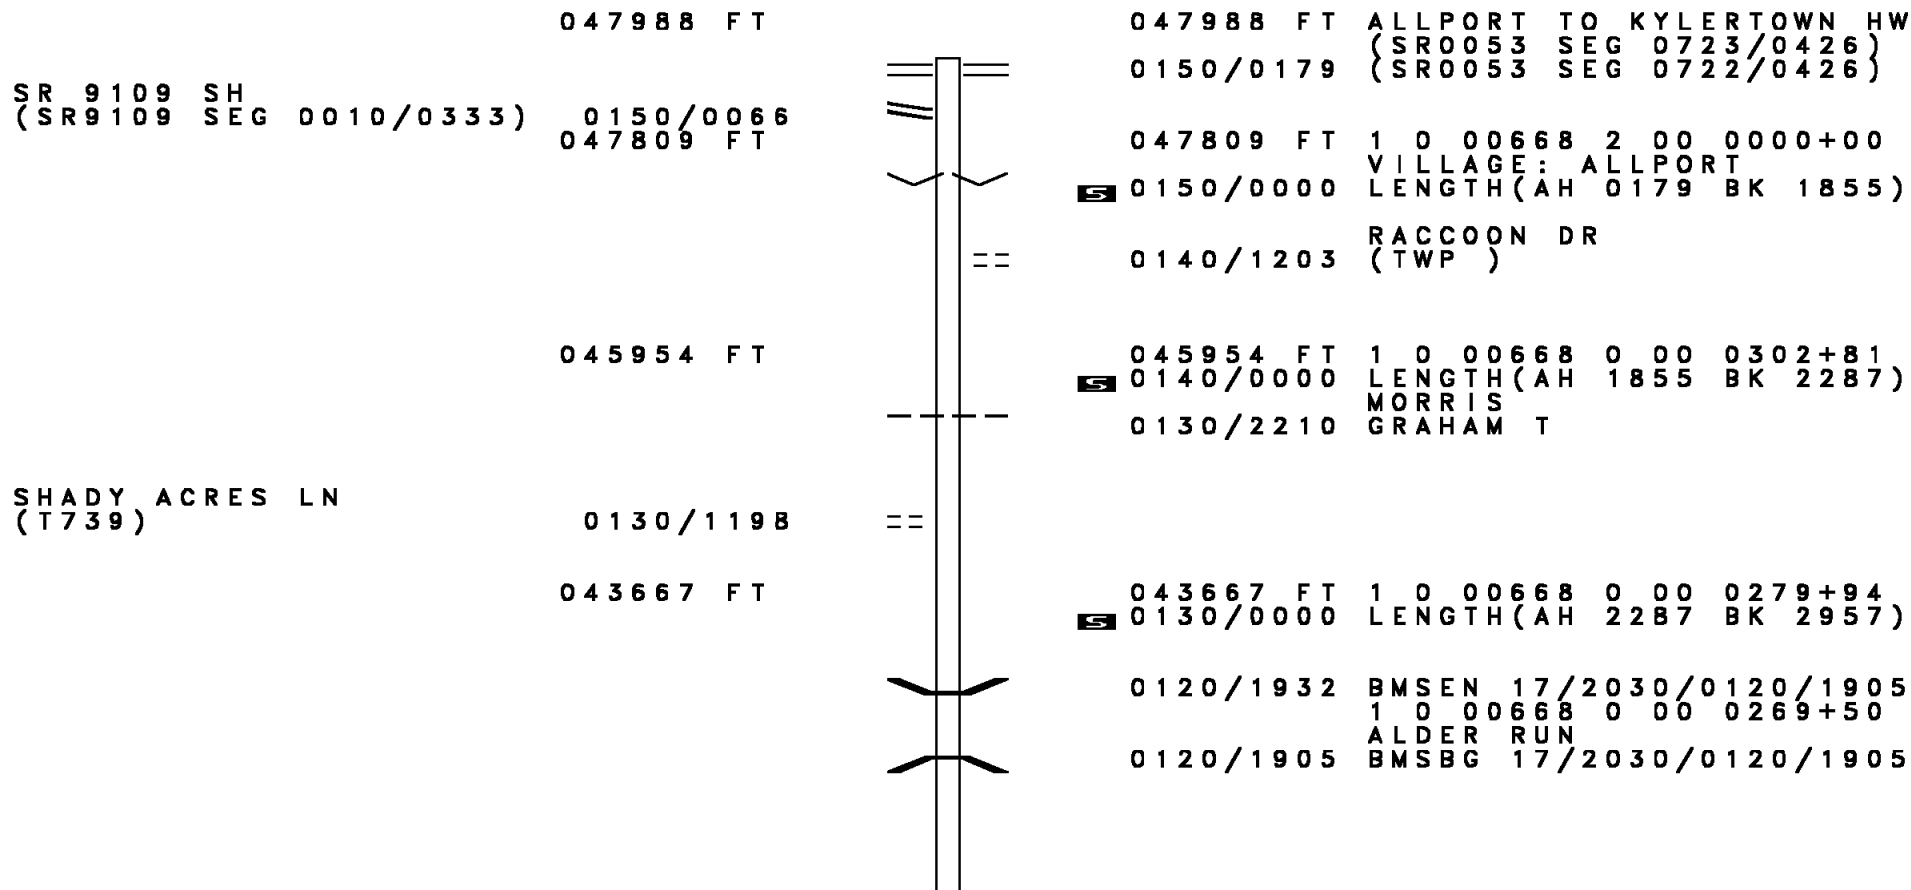 047988 FT 047988 FT ALLPORT TO KYLERTOWN HW
(SR0053 SEG 0723/0426)
0150/0179 (SR0053 SEG 0722/0426)
SR 9109 SH
(SR9109 SEG 0010/0333) 0150/0066
047809 FT 047809 FT 1 0 00668 2 00 0000+00
VILLAGE: ALLPORT
S 0150/0000 LENGTH(AH 0179 BK 1855)
RACCOON DR
0140/1203 (TWP )
045954 FT 045954 FT 1 0 00668 0 00 0302+81
S 0140/0000 LENGTH(AH 1855 BK 2287)
MORRIS
0130/2210 GRAHAM T
SHADY ACRES LN
(T739) 0130/1198
043667 FT 043667 FT 1 0 00668 0 00 0279+94
S 0130/0000 LENGTH(AH 2287 BK 2957)
0120/1932 BMSEN 17/2030/0120/1905
1 0 00668 0 00 0269+50
ALDER RUN
0120/1905 BMSBG 17/2030/0120/1905